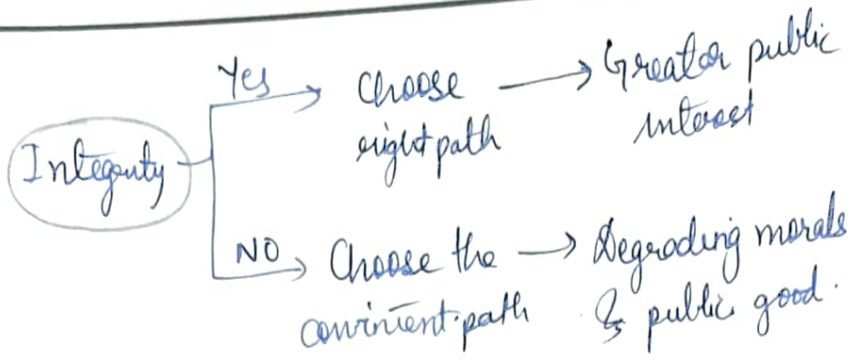 Integrity
Yes → Choose → Greater public
right path interest
NO → Choose the → Degrading morals
convinient path & public good.